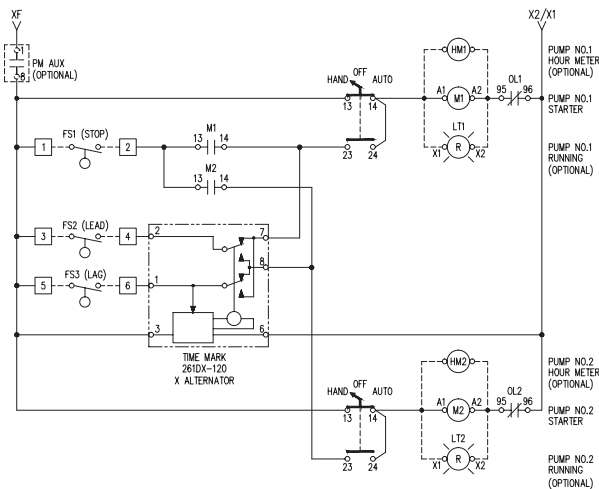 XF
X2/X1
1
PM AUX
(OPTIONAL)
8
HM1
PUMP NO.1
HOUR METER
(OPTIONAL)
HAND OFF AUTO
13 14
A1 M1 A2
OL1
95 96
PUMP NO.1
STARTER
LT1
X1 R X2
PUMP NO.1
RUNNING
(OPTIONAL)
23 24
1 FS1 (STOP) 2
M1
13 14
M2
13 14
3 FS2 (LEAD) 4
2 7
8
5 FS3 (LAG) 6
1
3 6
TIME MARK
261DX-120
X ALTERNATOR
HM2
PUMP NO.2
HOUR METER
(OPTIONAL)
HAND OFF AUTO
13 14
A1 M2 A2
OL2
95 96
PUMP NO.2
STARTER
LT2
X1 R X2
PUMP NO.2
RUNNING
(OPTIONAL)
23 24